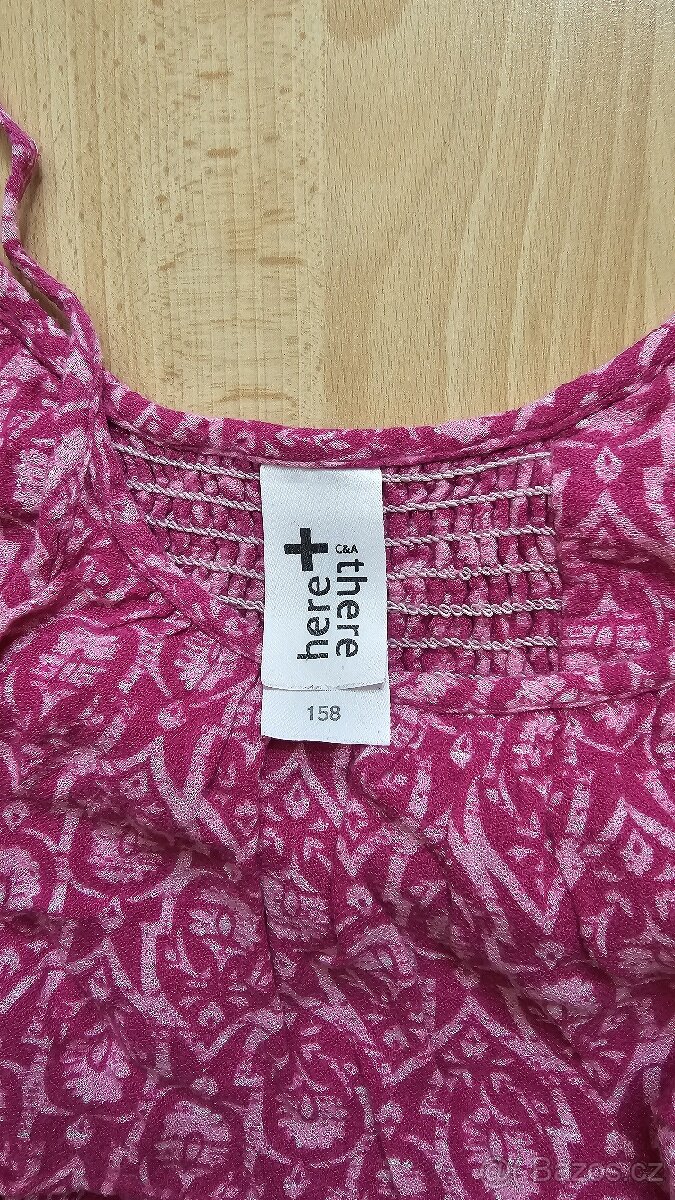 here + there
C&A
158
Bazos.cz